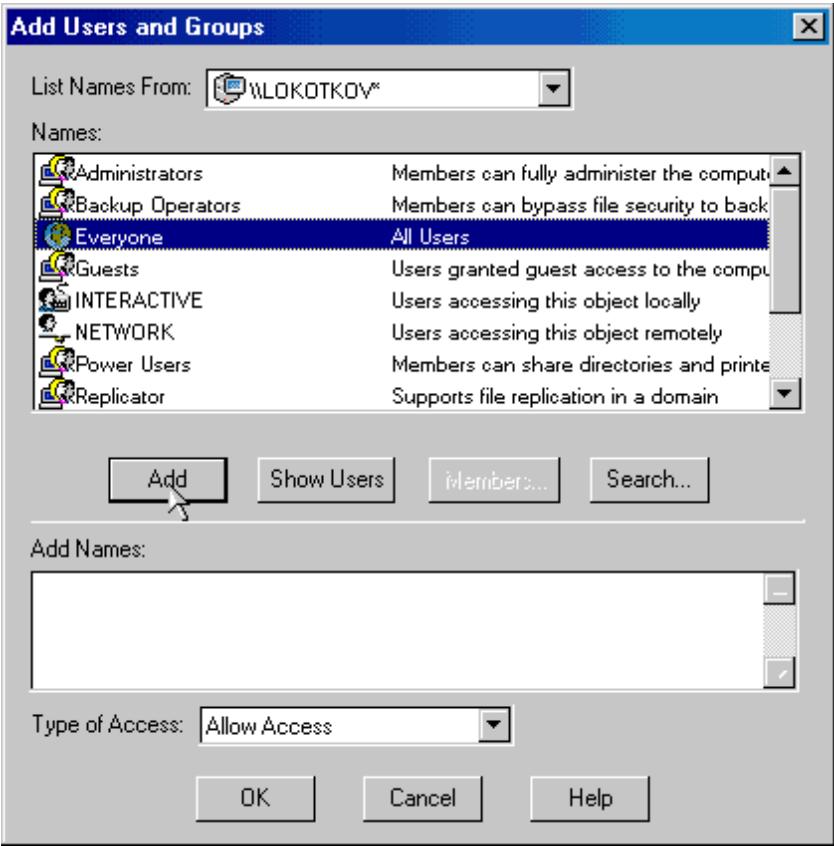 Add Users and Groups
List Names From: \\LOKOTKOV*
Names:
Administrators Members can fully administer the compute
Backup Operators Members can bypass file security to back
Everyone All Users
Guests Users granted guest access to the compu
INTERACTIVE Users accessing this object locally
NETWORK Users accessing this object remotely
Power Users Members can share directories and printe
Replicator Supports file replication in a domain
Add Show Users Members... Search...
Add Names:
Type of Access: Allow Access
OK Cancel Help